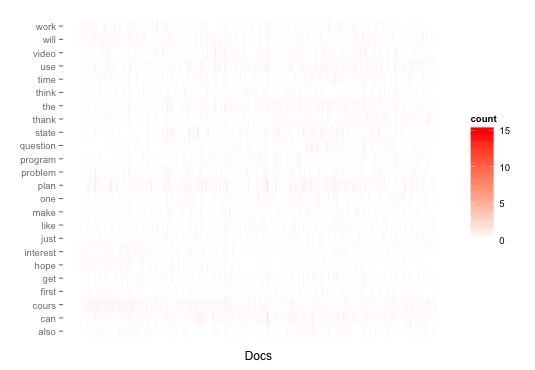 work
will
video
use
time
think
the
thank
state
question
program
problem
plan
one
make
like
just
interest
hope
get
first
cours
can
also
Docs
count
15
10
5
0